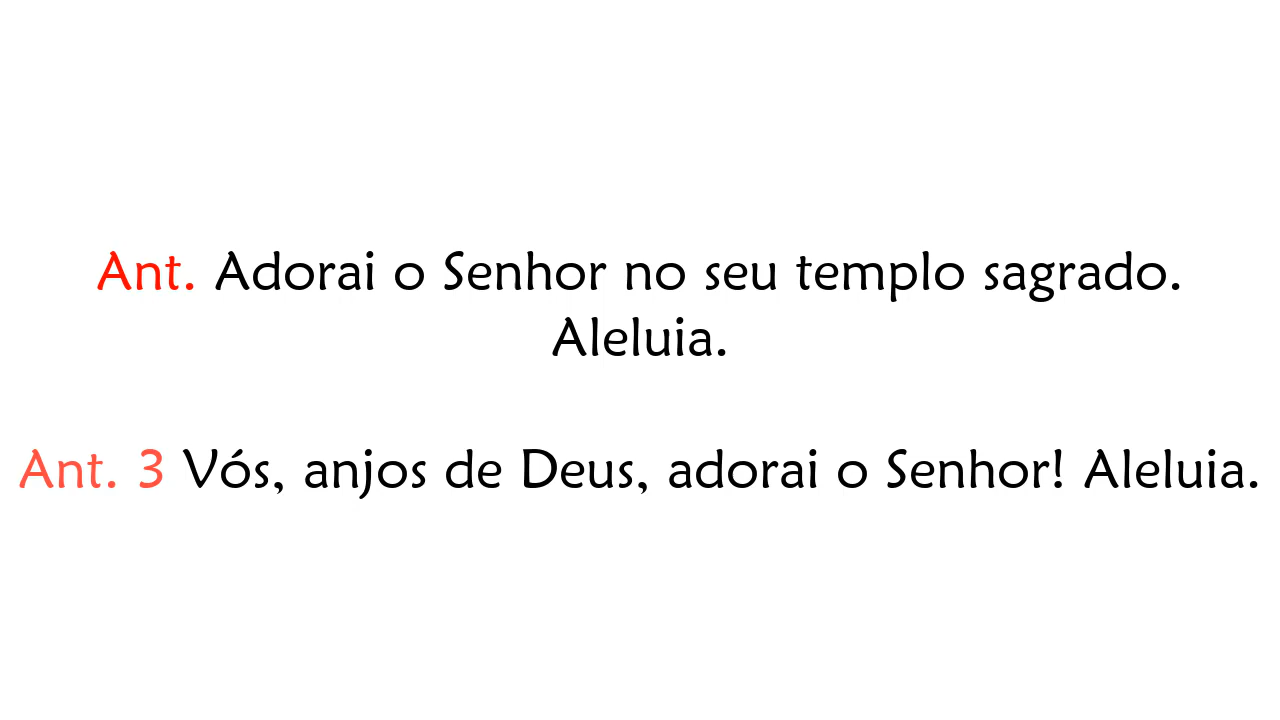 Ant. Adorai o Senhor no seu templo sagrado.
Aleluia.
Ant. 3 Vós, anjos de Deus, adorai o Senhor! Aleluia.